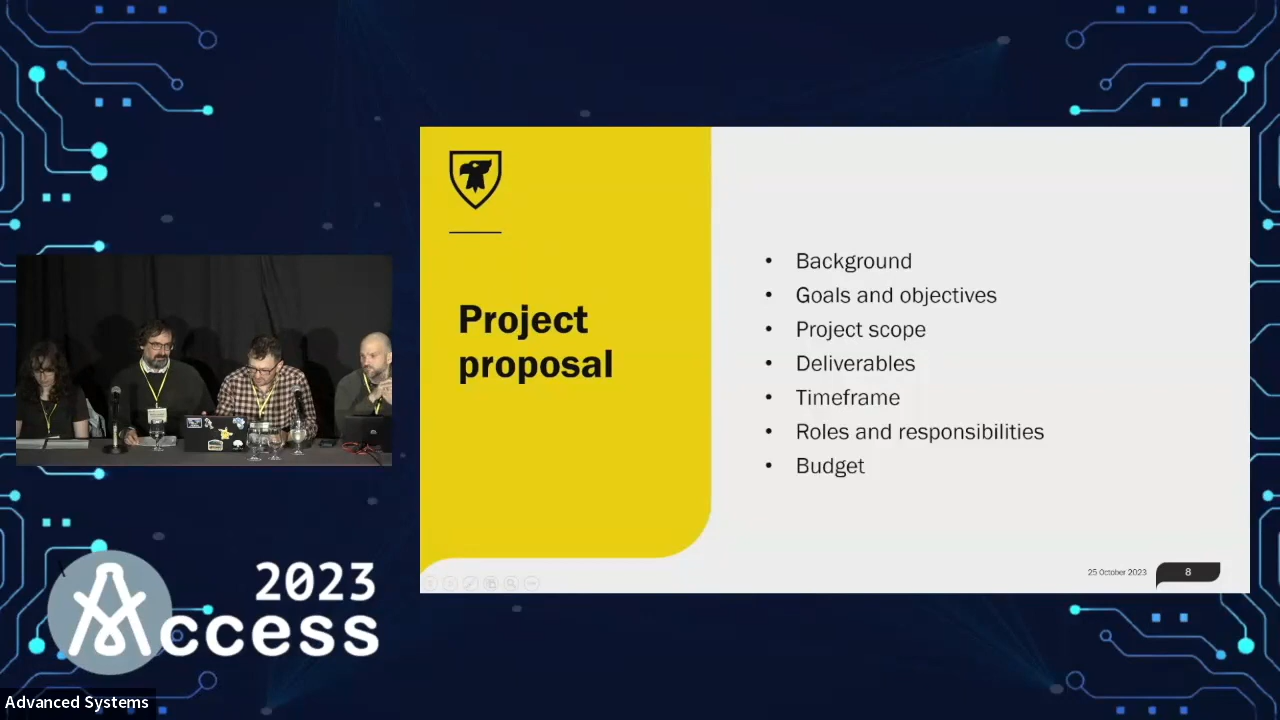 Project
proposal
• Background
• Goals and objectives
• Project scope
• Deliverables
• Timeframe
• Roles and responsibilities
• Budget
25 October 2023
8
2023
Access
Advanced Systems